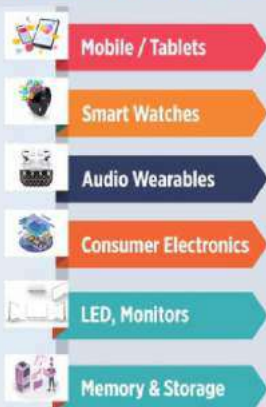 Mobile / Tablets
Smart Watches
Audio Wearables
Consumer Electronics
LED, Monitors
Memory & Storage